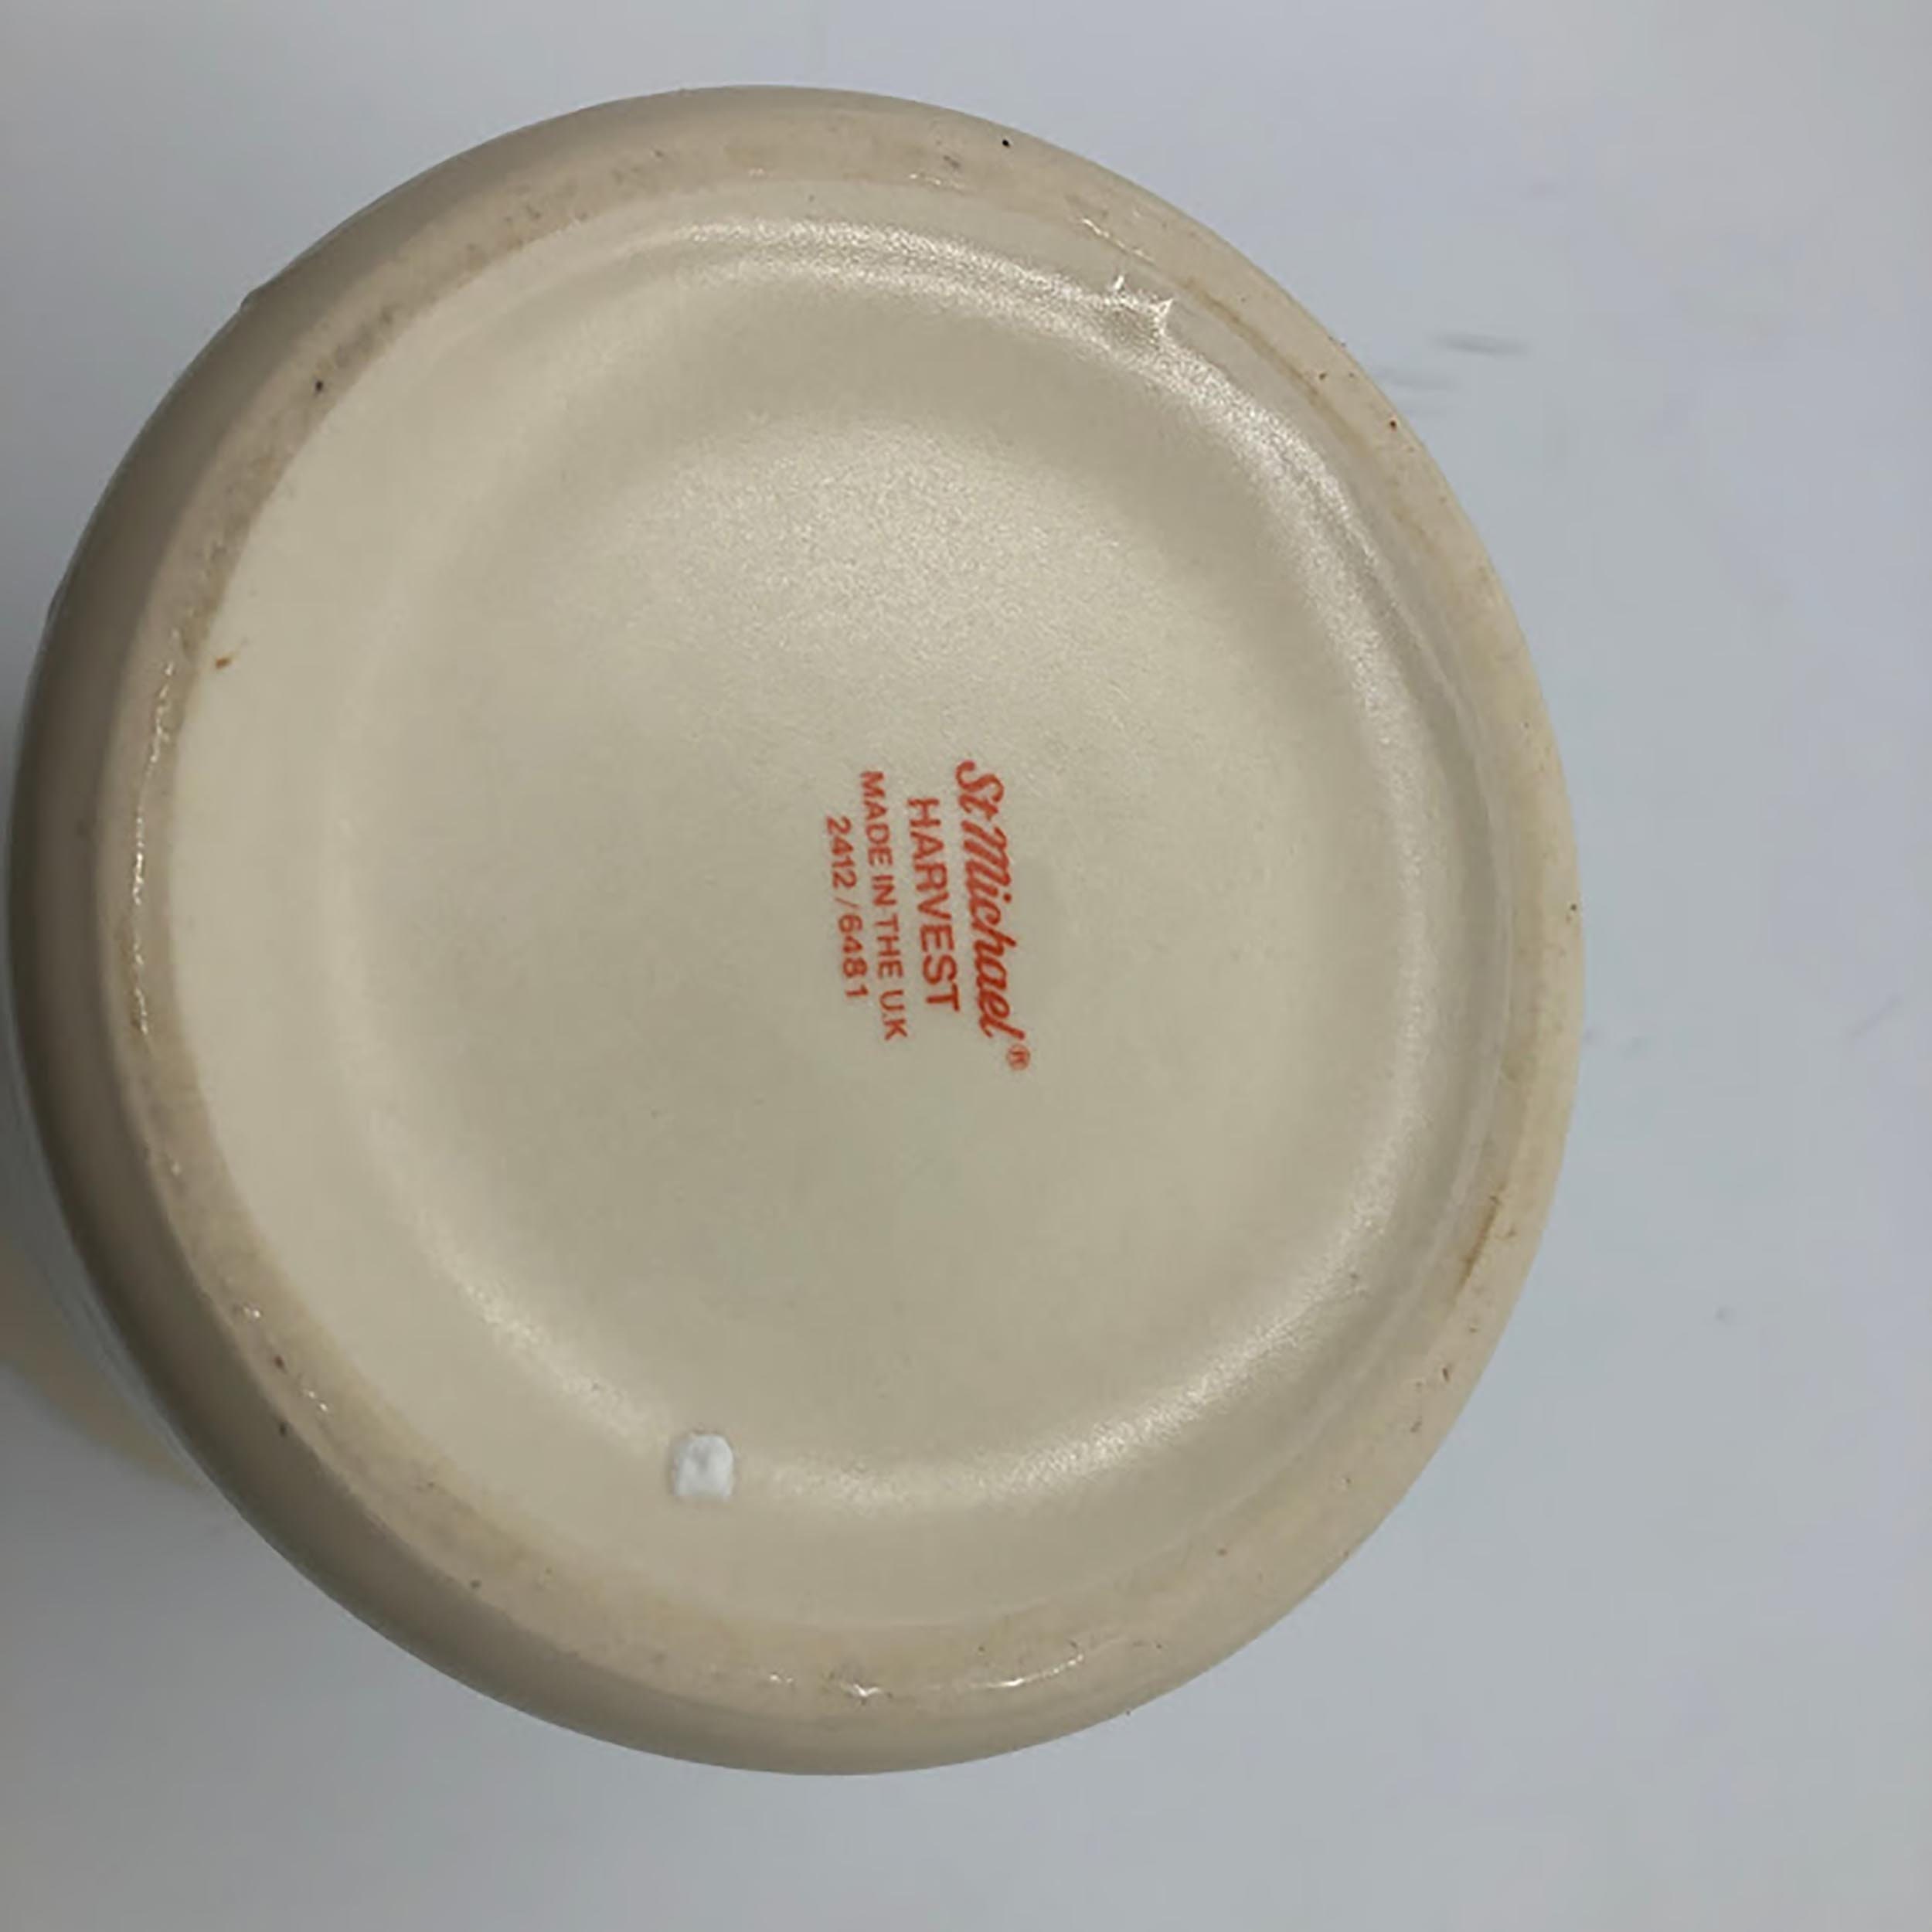 St Michael®
HARVEST
MADE IN THE U.K
2412/6481